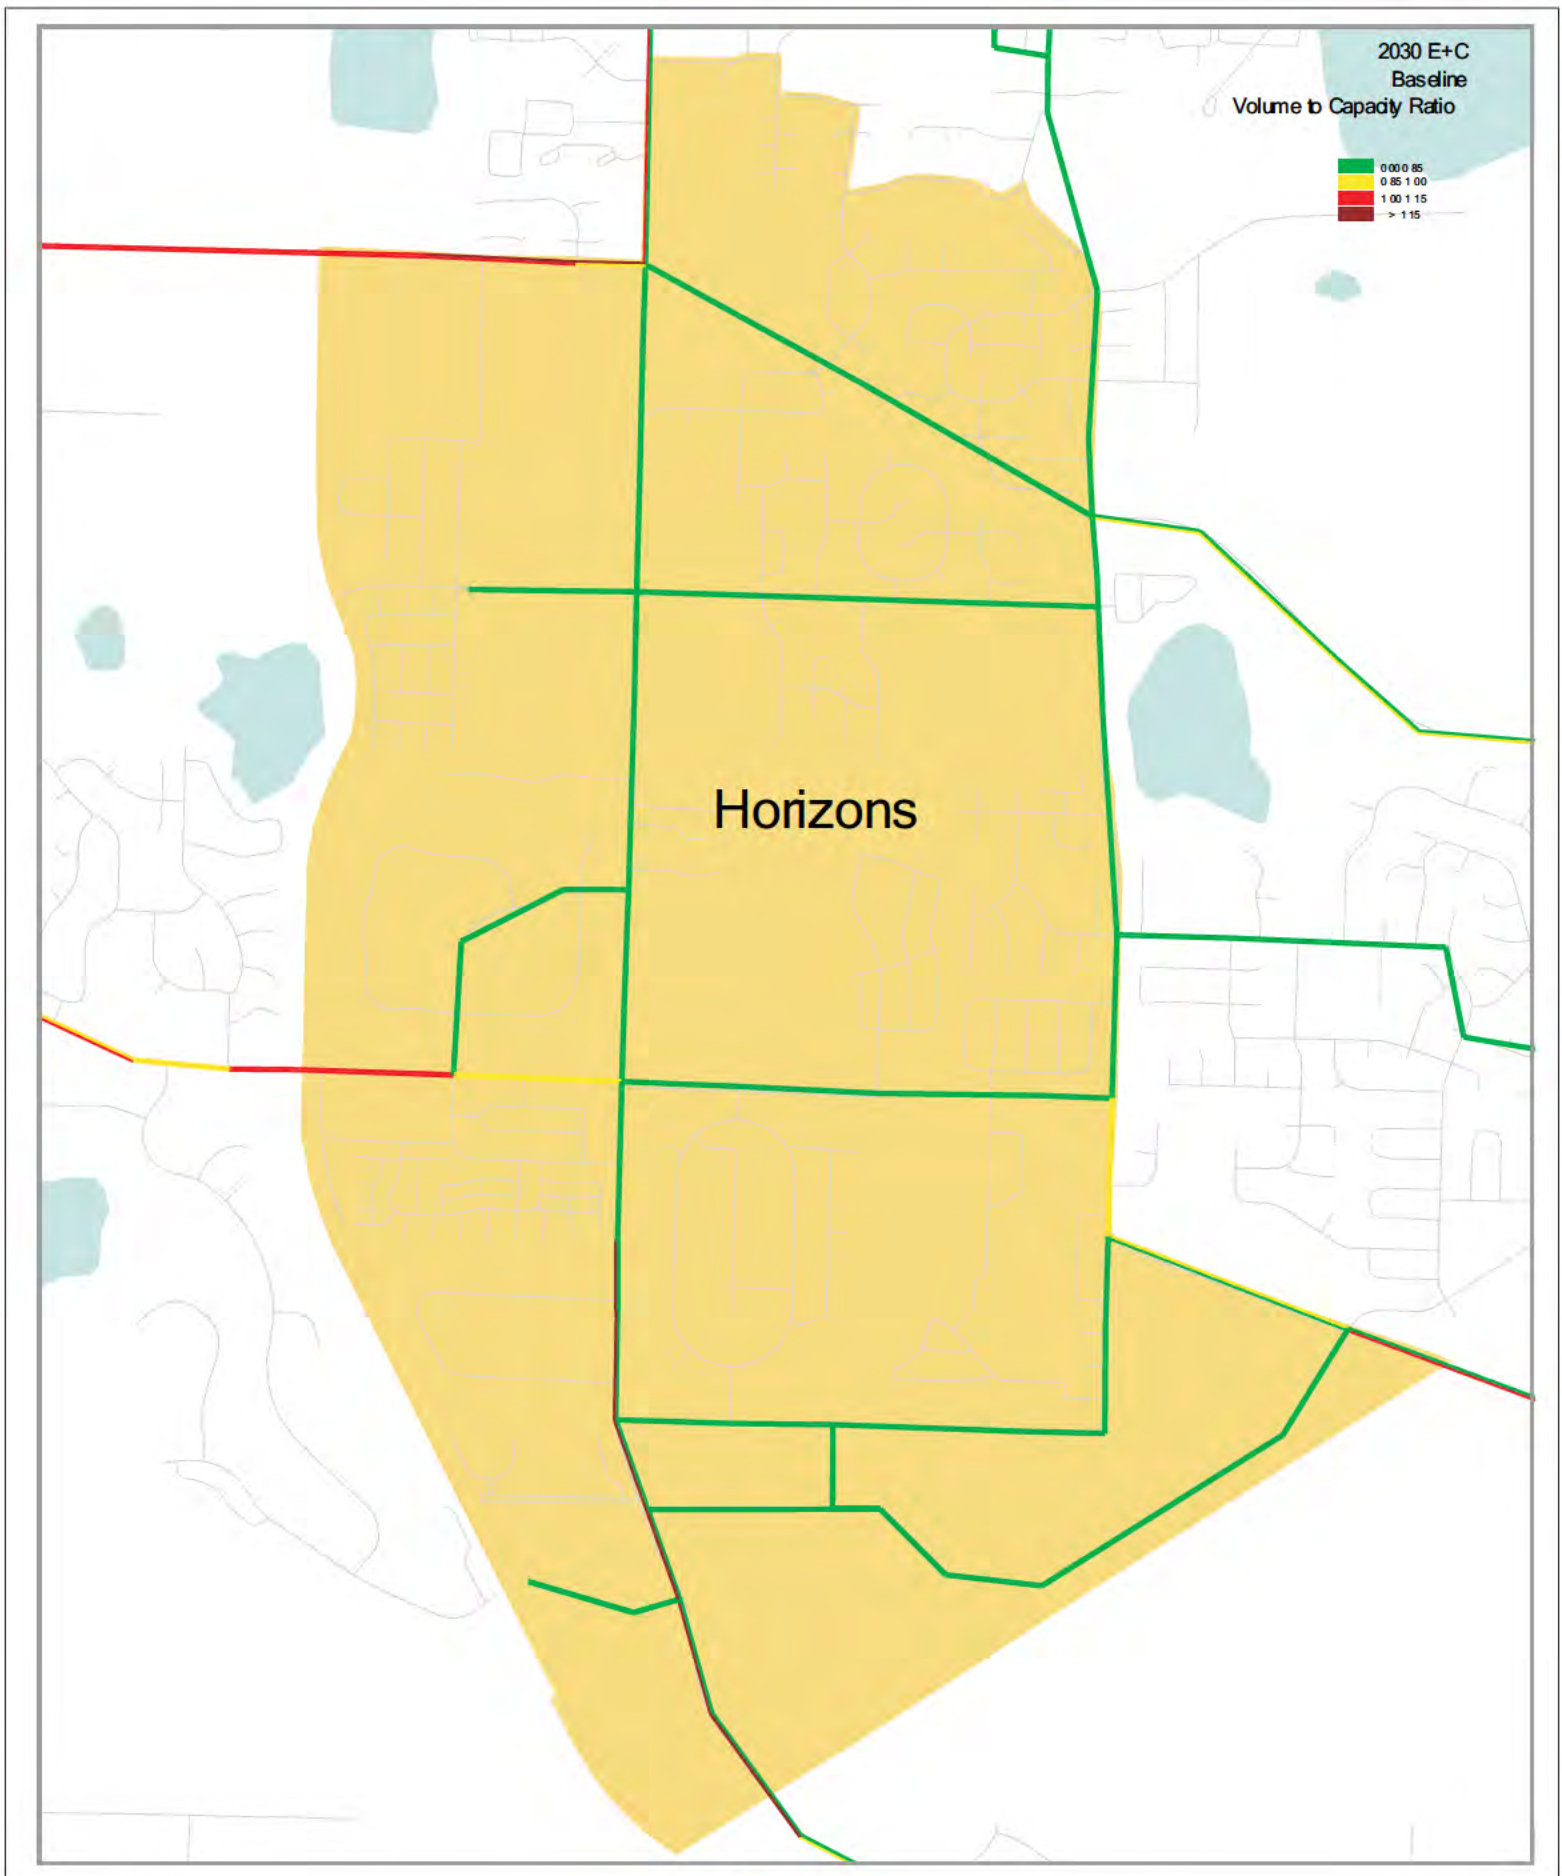 2030 E+C
Baseline
Volume to Capacity Ratio
0 00 0 85
0 85 1 00
1 00 1 15
> 1 15
Horizons